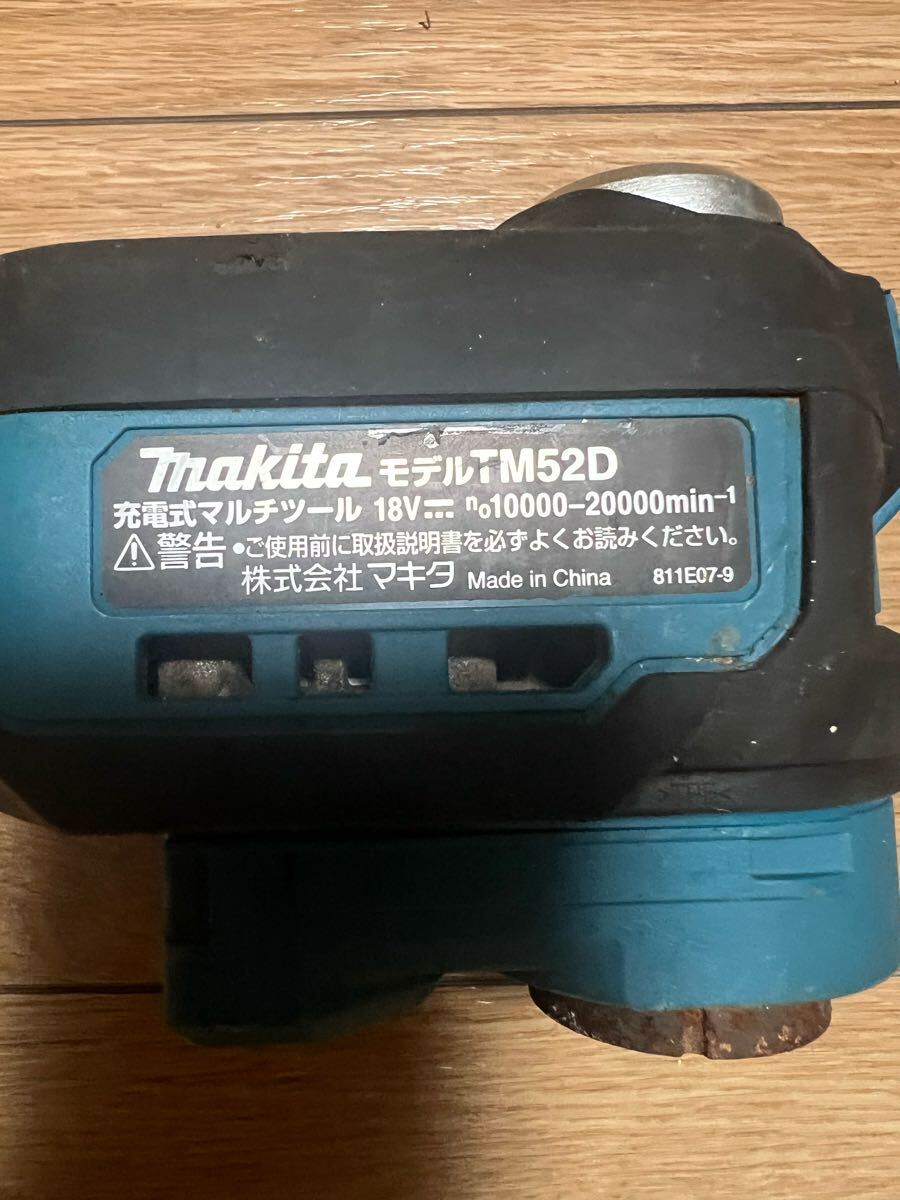 makita モデルTM52D
充電式マルチツール 18V⎓ n₀10000-20000min⁻¹
⚠警告 •ご使用前に取扱説明書を必ずよくお読みください。
株式会社マキタ Made in China 811E07-9